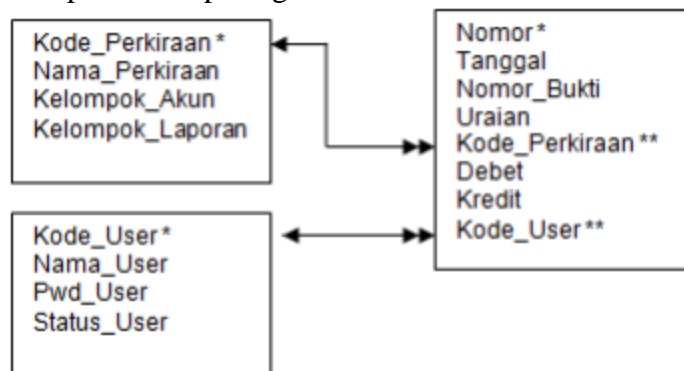 Kode_Perkiraan*
Nama_Perkiraan
Kelompok_Akun
Kelompok_Laporan
Kode_User*
Nama_User
Pwd_User
Status_User
Nomor*
Tanggal
Nomor_Bukti
Uraian
Kode_Perkiraan**
Debet
Kredit
Kode_User**